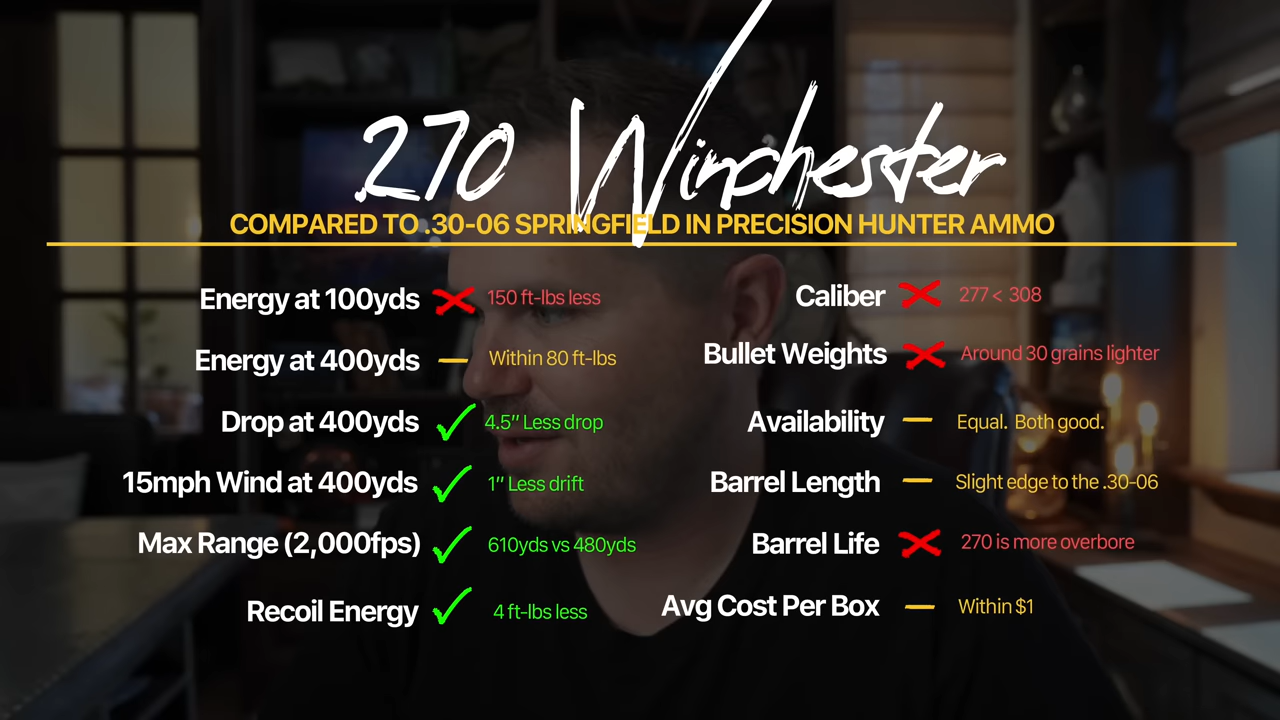 270 Winchester
COMPARED TO .30-06 SPRINGFIELD IN PRECISION HUNTER AMMO
Energy at 100yds 150 ft-lbs less
Energy at 400yds — Within 80 ft-lbs
Drop at 400yds ✓ 4.5" Less drop
15mph Wind at 400yds ✓ 1" Less drift
Max Range (2,000fps) ✓ 610yds vs 480yds
Recoil Energy ✓ 4 ft-lbs less
Caliber 277 < 308
Bullet Weights Around 30 grains lighter
Availability — Equal. Both good.
Barrel Length — Slight edge to the .30-06
Barrel Life 270 is more overbore
Avg Cost Per Box — Within $1